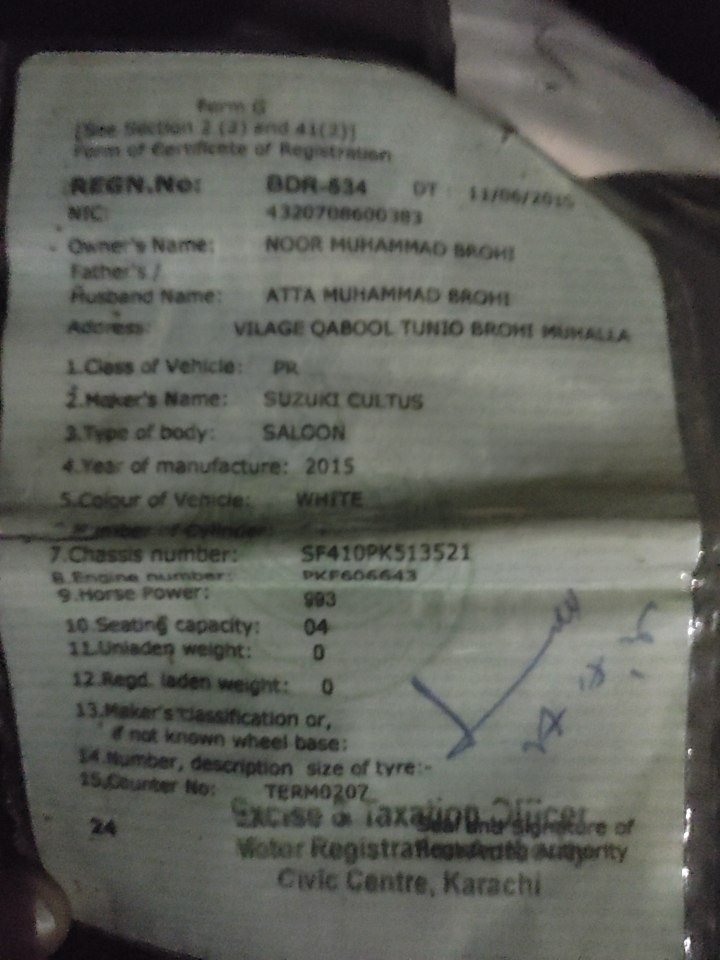 Form G
[See Section 2 (2) and 41(2)]
Form of Certificate of Registration
REGN.No: BDR-634 DT : 11/06/2015
NIC: 4320708600383
Owner's Name: NOOR MUHAMMAD BROHI
Father's /
Husband Name: ATTA MUHAMMAD BROHI
Address: VILAGE QABOOL TUNIO BROHI MUHALLA
1.Class of Vehicle: PR
2.Maker's Name: SUZUKI CULTUS
3.Type of body: SALOON
4.Year of manufacture: 2015
5.Colour of Vehicle: WHITE
Number of Cylinder
7.Chassis number: SF410PK513521
8.Engine number: PKF606643
9.Horse Power: 993
10.Seating capacity: 04
11.Unladen weight: 0
12.Regd. laden weight: 0
13.Maker's classification or,
if not known wheel base:
14.Number, description size of tyre:-
15.Counter No: TERM0207
Excise & Taxation Officer
24 Seal and signature of
Motor Registration Authority
Civic Centre, Karachi